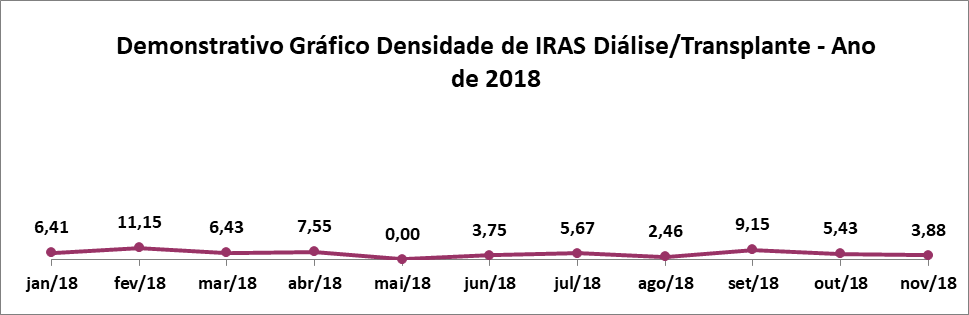 Demonstrativo Gráfico Densidade de IRAS Diálise/Transplante - Ano
de 2018
6,41 11,15 6,43 7,55 0,00 3,75 5,67 2,46 9,15 5,43 3,88
jan/18 fev/18 mar/18 abr/18 mai/18 jun/18 jul/18 ago/18 set/18 out/18 nov/18